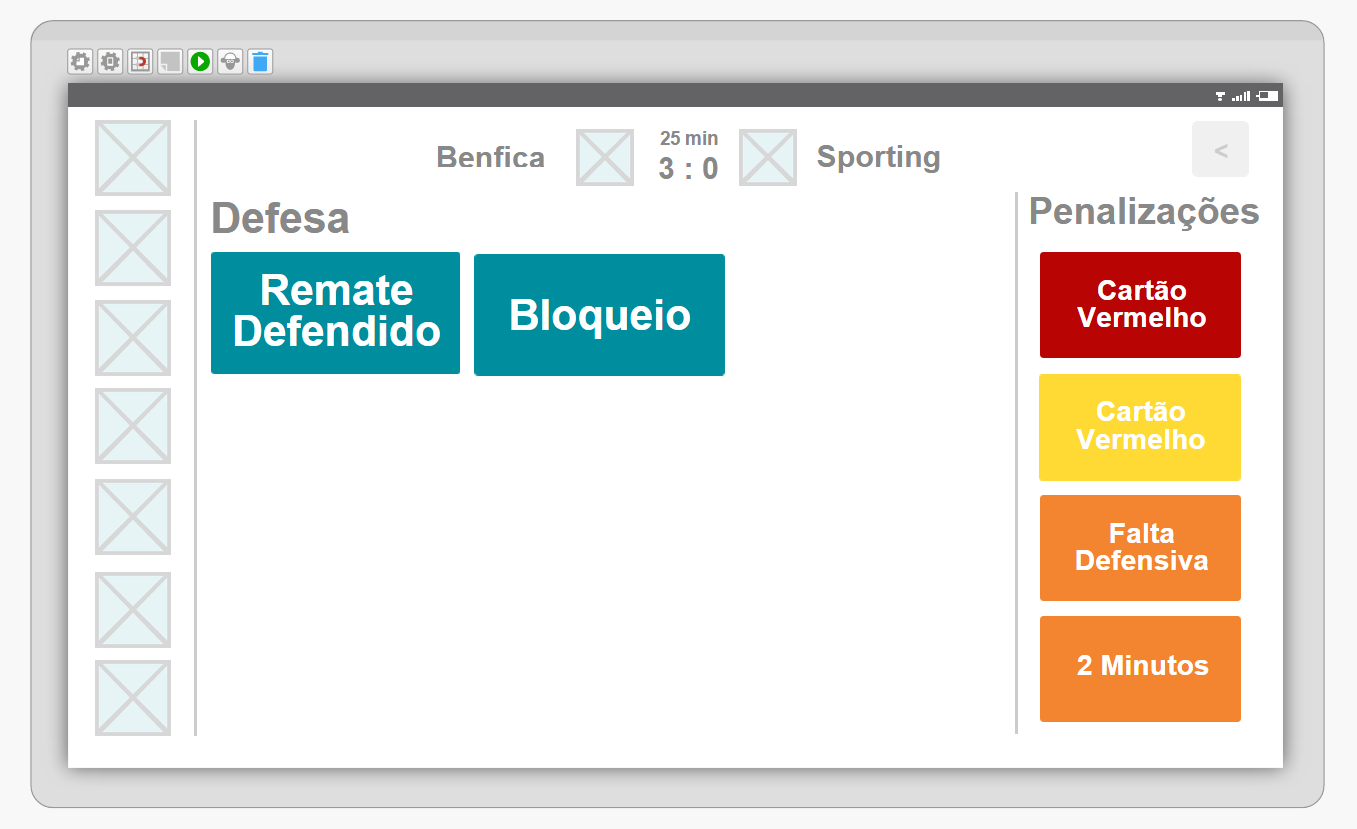 Benfica
25 min
3 : 0
Sporting
<
Defesa
Penalizações
Remate
Defendido
Bloqueio
Cartão
Vermelho
Cartão
Vermelho
Falta
Defensiva
2 Minutos